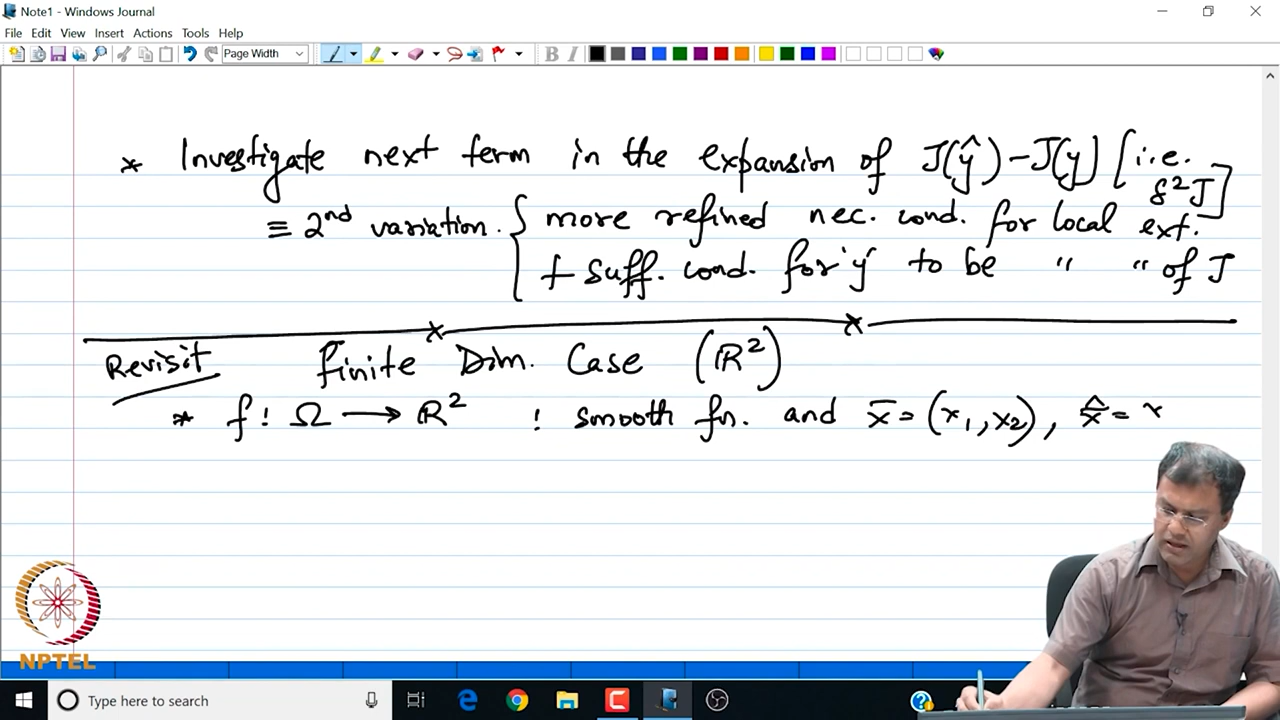 Note1 - Windows Journal
File Edit View Insert Actions Tools Help
Page Width
B I
* Investigate next term in the expansion of J(ŷ) - J(y) [i.e. δ²J]
≡ 2nd variation. { more refined nec. cond. for local ext.
+ Suff. cond. for 'y' to be " " of J
Revisit Finite Dim. Case (ℝ²)
* f: Ω → ℝ² : smooth fn. and x̄ = (x₁, x₂), x̂ = x
NPTEL
Type here to search